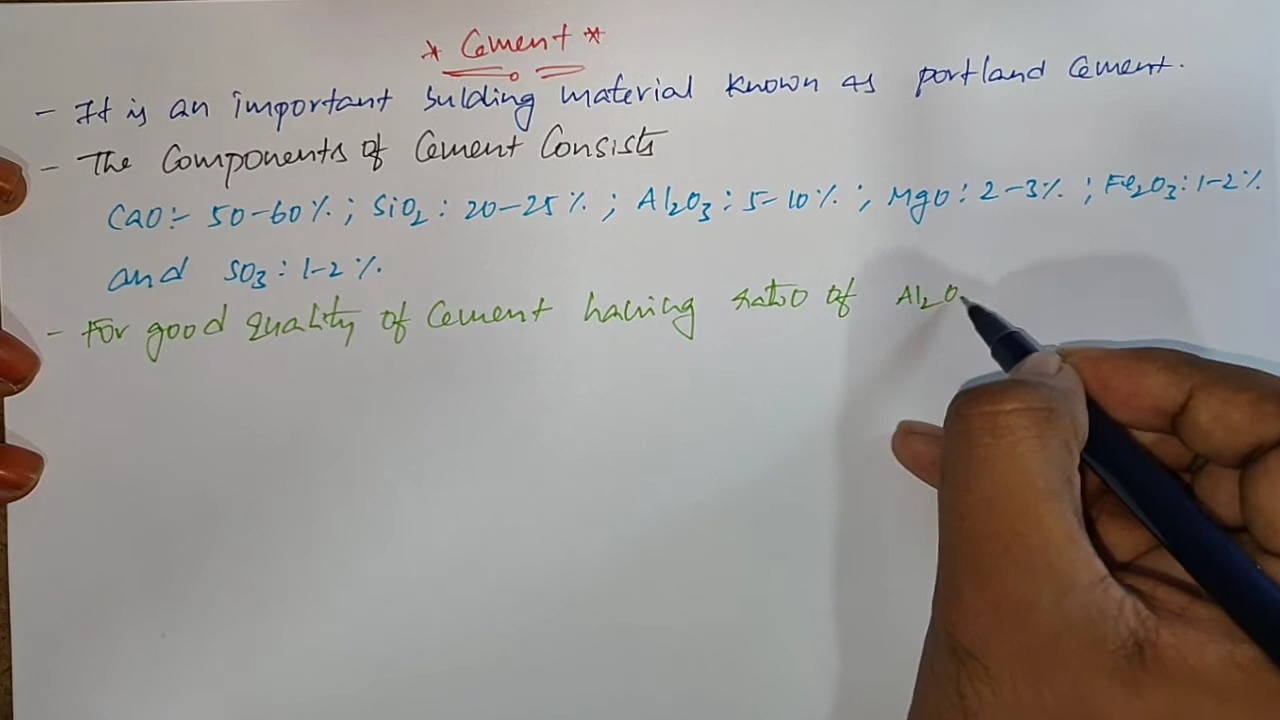 * Cement *
- It is an important bulding material known as portland cement.
- The Components of Cement Consists
CaO:- 50-60%; SiO₂: 20-25%; Al₂O₃: 5-10%; MgO: 2-3%; Fe₂O₃: 1-2%
and SO₃: 1-2%.
- For good quality of Cement having ratio of Al₂O